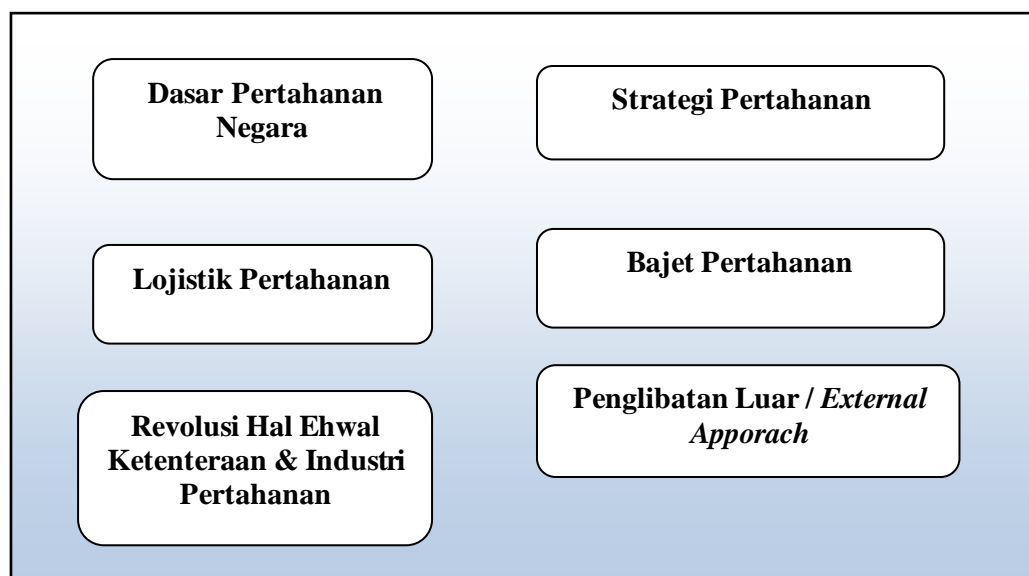 Dasar Pertahanan
Negara
Strategi Pertahanan
Lojistik Pertahanan
Bajet Pertahanan
Revolusi Hal Ehwal
Ketenteraan & Industri
Pertahanan
Penglibatan Luar / External
Apporach